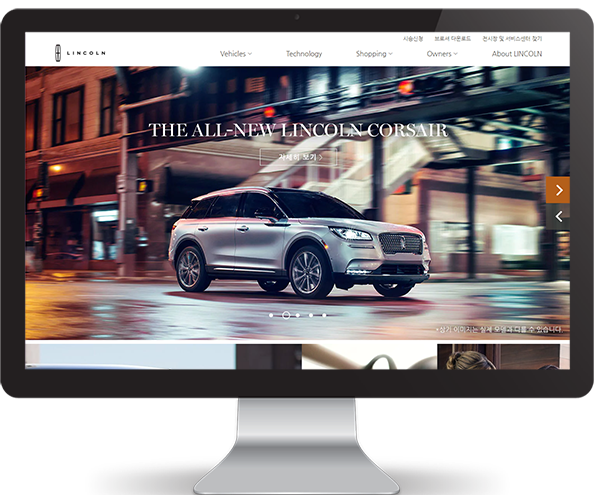 시승신청 브로셔 다운로드 전시장 및 서비스센터 찾기
LINCOLN Vehicles Technology Shopping Owners About LINCOLN
THE ALL-NEW LINCOLN CORSAIR
자세히 보기
*상기 이미지는 실제 모델과 다를 수 있습니다.